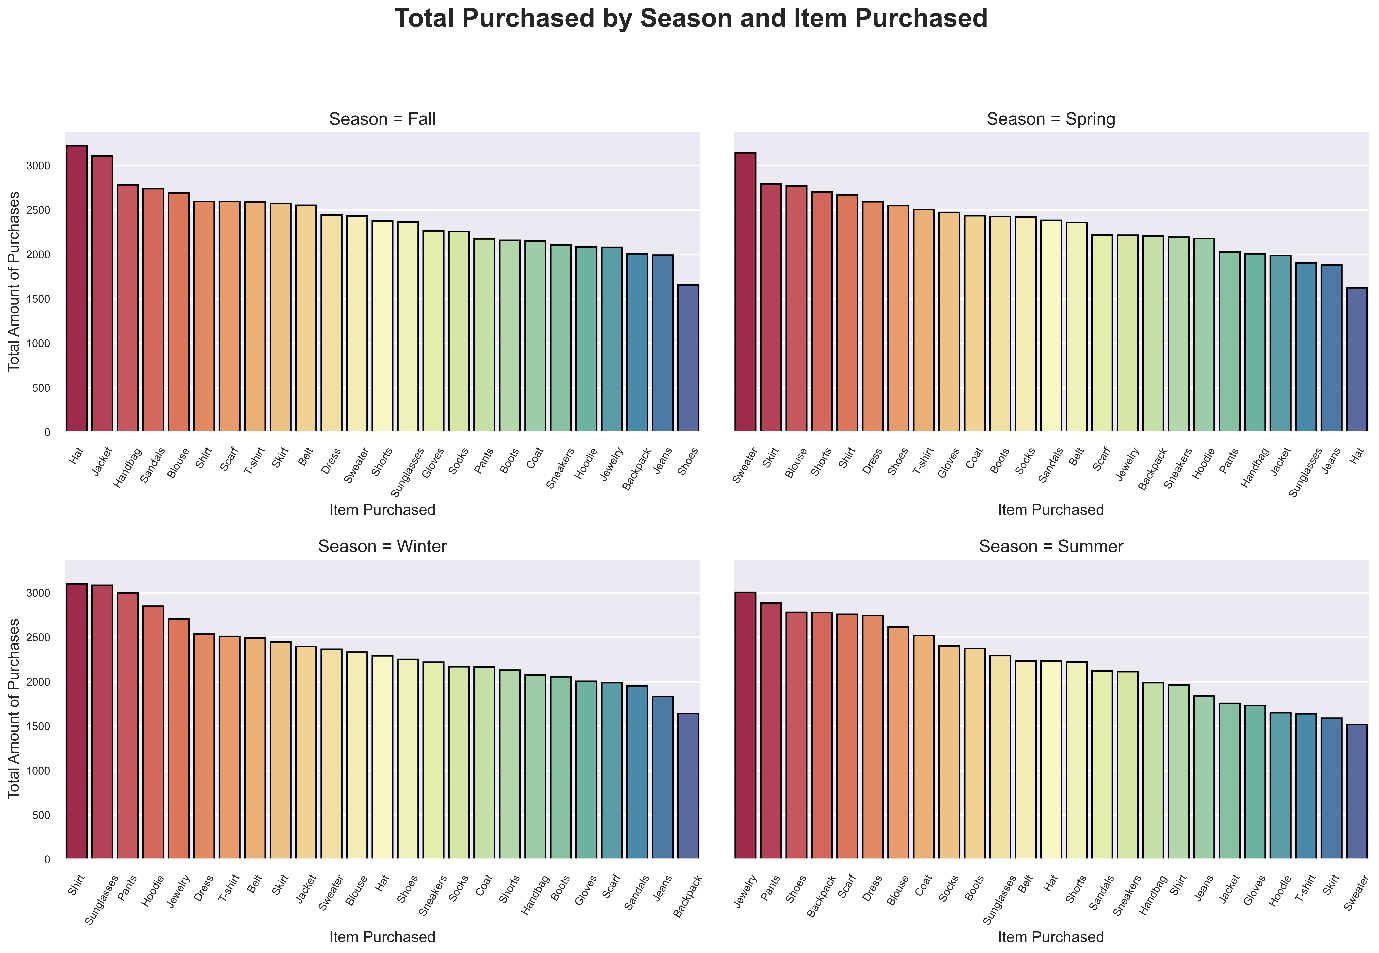 Total Purchased by Season and Item Purchased
Season = Fall
Total Amount of Purchases
3000
2500
2000
1500
1000
500
0
Hat Jacket Handbag Sandals Blouse Shirt Scarf T-shirt Skirt Belt Dress Sweater Shorts Sunglasses Gloves Socks Pants Boots Coat Sneakers Hoodie Jewelry Backpack Jeans Shoes
Item Purchased
Season = Spring
Sweater Skirt Blouse Shorts Shirt Dress Shoes T-shirt Gloves Coat Boots Socks Sandals Belt Scarf Jewelry Backpack Sneakers Hoodie Pants Handbag Jacket Sunglasses Jeans Hat
Item Purchased
Season = Winter
Total Amount of Purchases
3000
2500
2000
1500
1000
500
0
Shirt Sunglasses Pants Hoodie Jewelry Dress T-shirt Belt Skirt Jacket Sweater Blouse Hat Shoes Sneakers Socks Coat Shorts Handbag Boots Gloves Scarf Sandals Jeans Backpack
Item Purchased
Season = Summer
Jewelry Pants Shoes Backpack Scarf Dress Blouse Coat Socks Boots Sunglasses Belt Hat Shorts Sandals Sneakers Handbag Shirt Jeans Jacket Gloves Hoodie T-shirt Skirt Sweater
Item Purchased